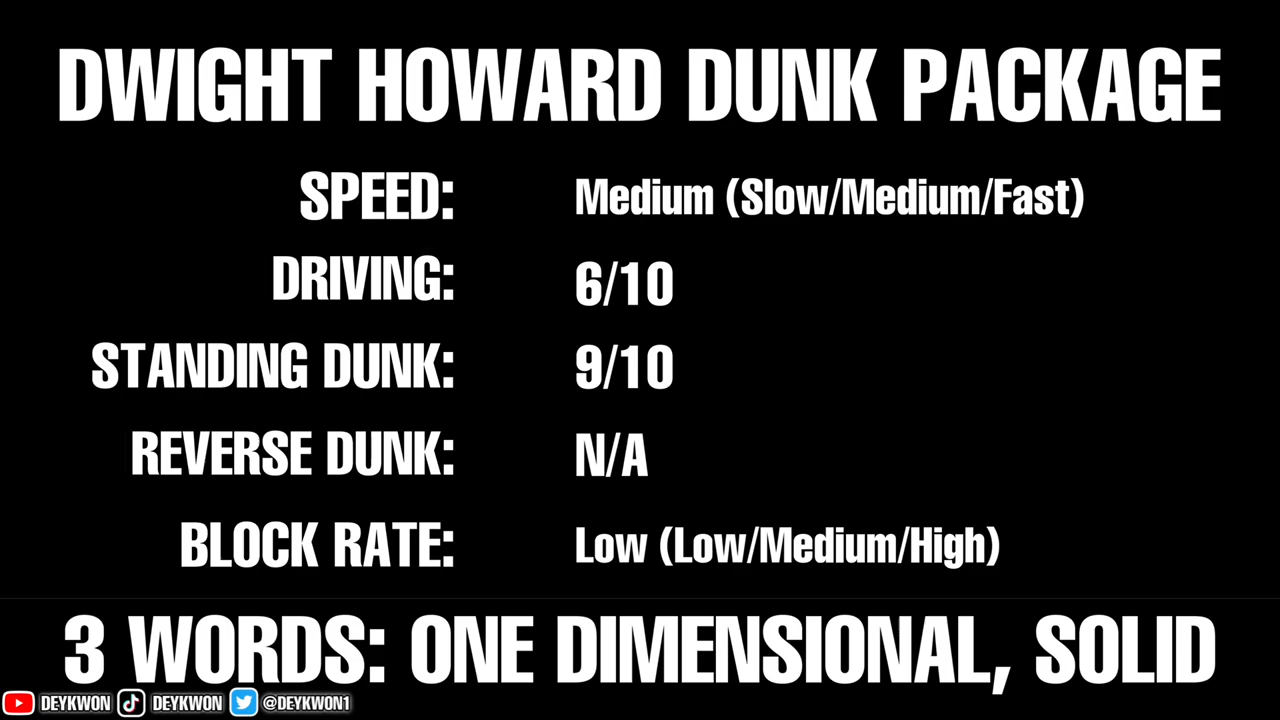 DWIGHT HOWARD DUNK PACKAGE
SPEED: Medium (Slow/Medium/Fast)
DRIVING: 6/10
STANDING DUNK: 9/10
REVERSE DUNK: N/A
BLOCK RATE: Low (Low/Medium/High)
3 WORDS: ONE DIMENSIONAL, SOLID
DEYKWON DEYKWON @DEYKWON1